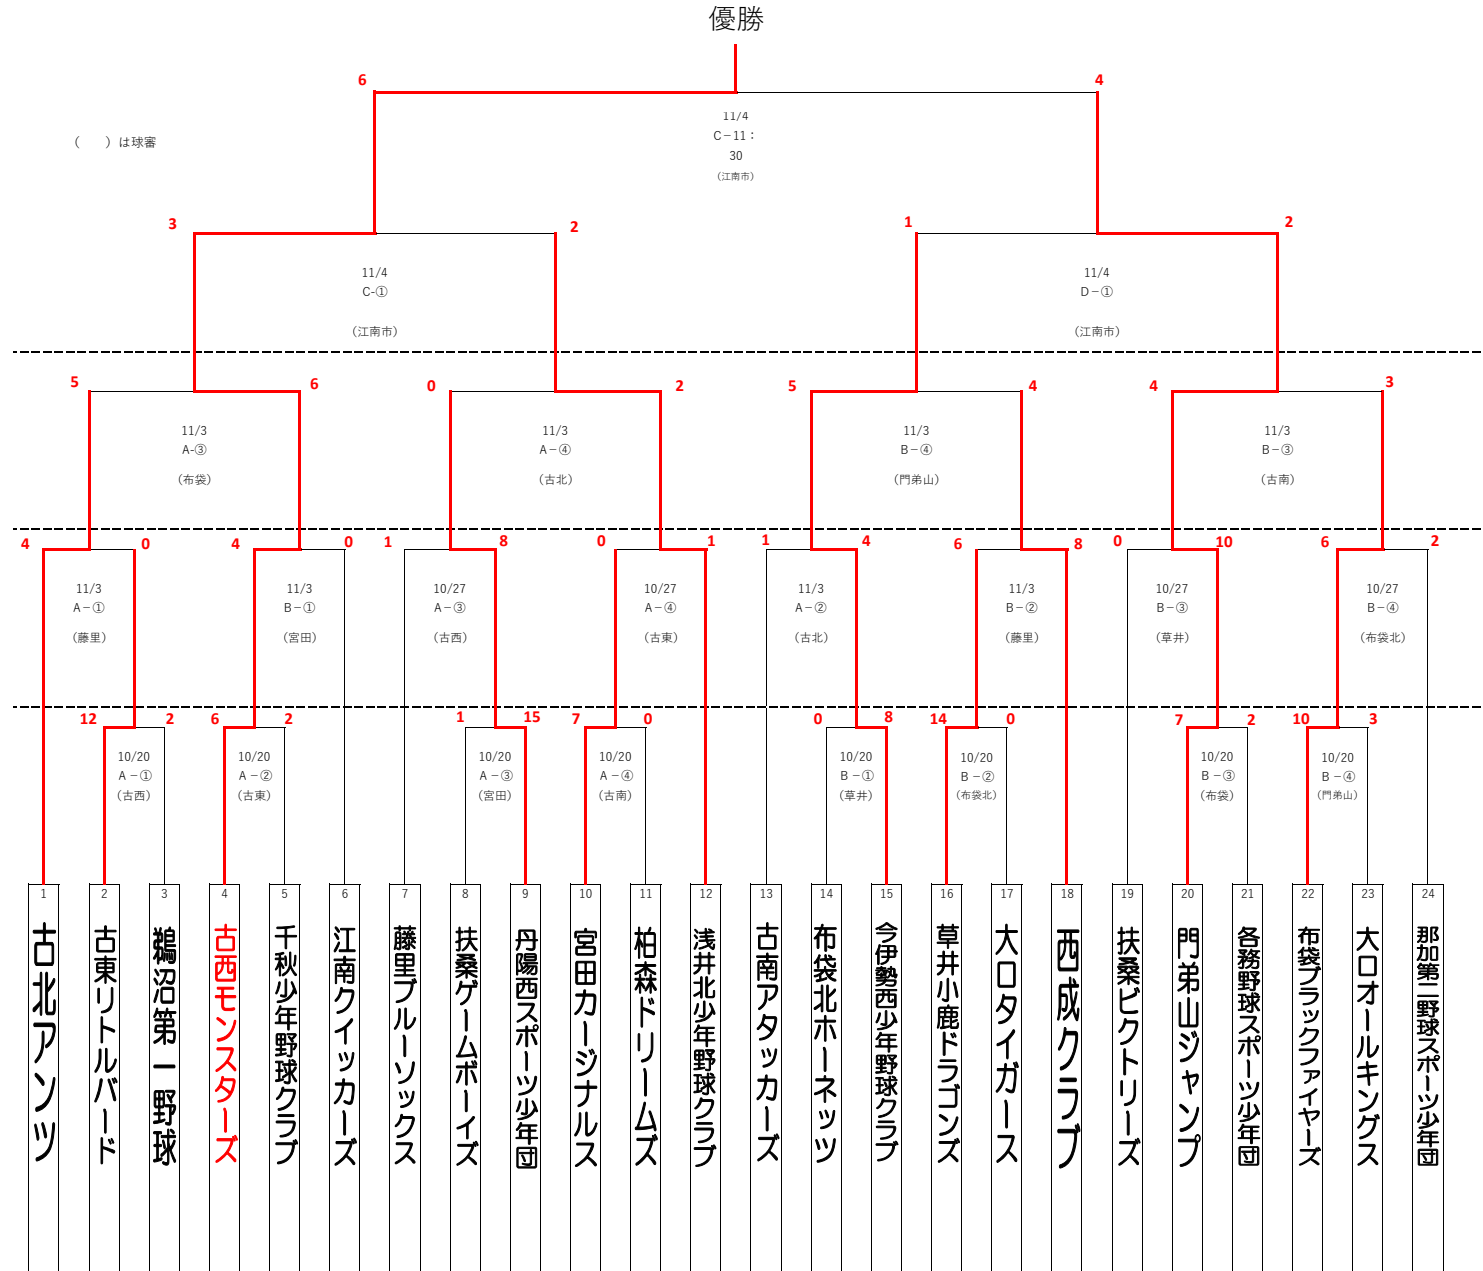 優勝
6 4
11/4
C－11：
30
（江南市）
（　　）は球審
3 2 1 2
11/4 11/4
C-① D－①
（江南市） （江南市）
5 6 0 2 5 4 4 3
11/3 11/3 11/3 11/3
A-③ A－④ B－④ B－③
（布袋） （古北） （門弟山） （古南）
4 0 4 0 1 8 0 1 1 4 6 8 0 10 6 2
11/3 11/3 10/27 10/27 11/3 11/3 10/27 10/27
A－① B－① A－③ A－④ A－② B－② B－③ B－④
（藤里） （宮田） （古西） （古東） （古北） （藤里） （草井） （布袋北）
12 2 6 2 1 15 7 0 0 8 14 0 7 2 10 3
10/20 10/20 10/20 10/20 10/20 10/20 10/20 10/20
A－① A－② A－③ A－④ B－① B－② B－③ B－④
（古西） （古東） （宮田） （古南） （草井） （布袋北） （布袋） （門弟山）
1 2 3 4 5 6 7 8 9 10 11 12 13 14 15 16 17 18 19 20 21 22 23 24
古北アンツ
古東リトルバード
鵜沼第一野球
古西モンスターズ
千秋少年野球クラブ
江南クイッカーズ
藤里ブルーソックス
扶桑ゲームボーイズ
丹陽西スポーツ少年団
宮田カージナルス
柏森ドリームズ
浅井北少年野球クラブ
古南アタッカーズ
布袋北ホーネッツ
今伊勢西少年野球クラブ
草井小鹿ドラゴンズ
大口タイガース
西成クラブ
扶桑ビクトリーズ
門弟山ジャンプ
各務野球スポーツ少年団
布袋ブラックファイヤーズ
大口オールキングス
那加第二野球スポーツ少年団